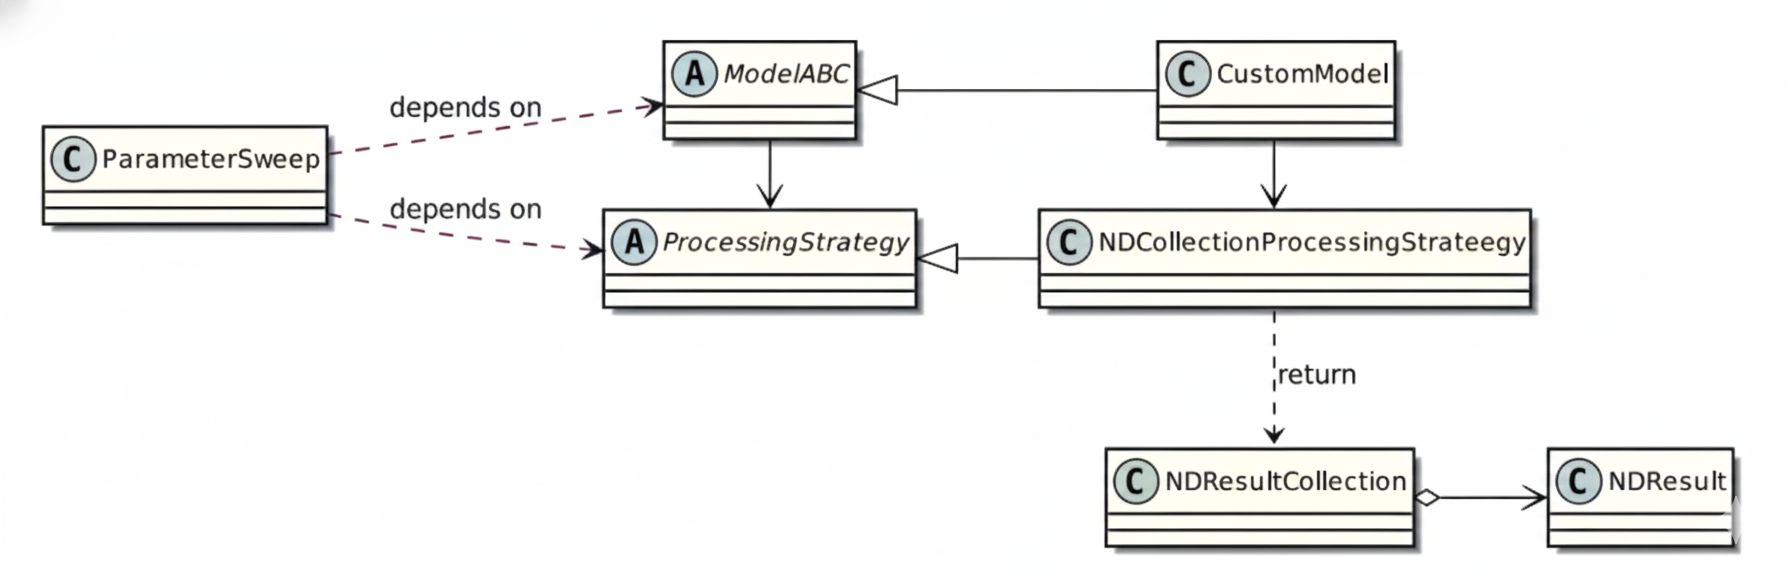 A ModelABC
C CustomModel
depends on
C ParameterSweep
depends on
A ProcessingStrategy
C NDCollectionProcessingStrateegy
return
C NDResultCollection
C NDResult